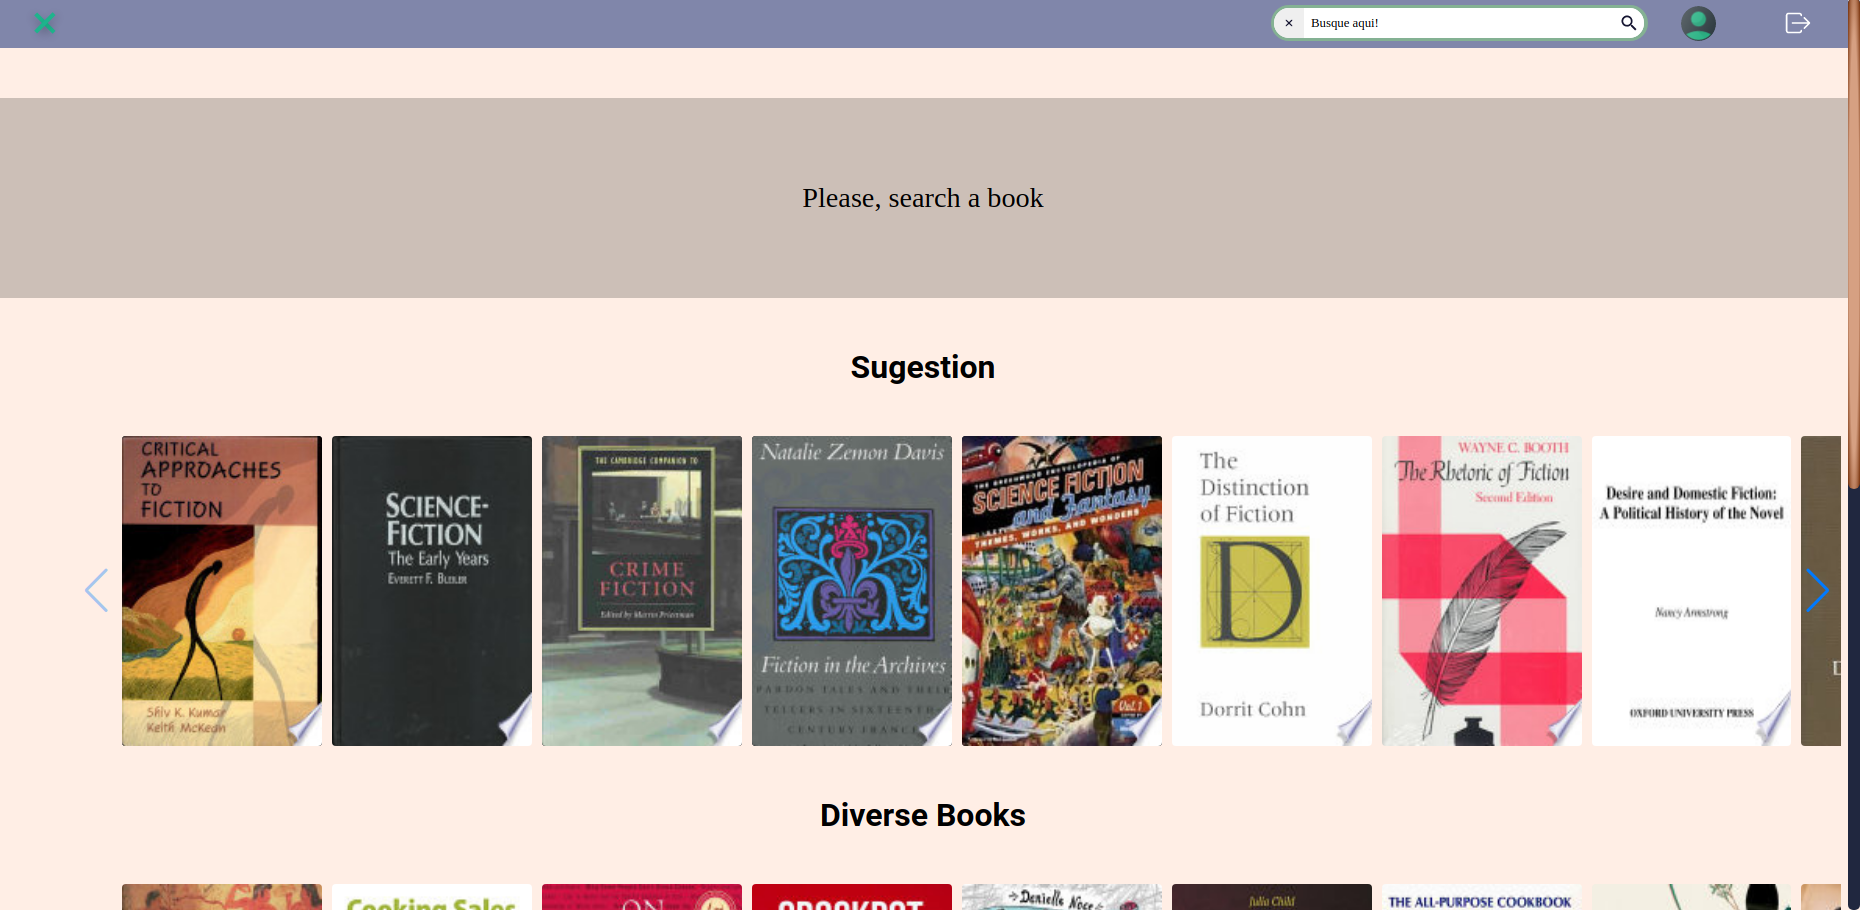 × Busque aqui!
Please, search a book
Sugestion
CRITICAL
APPROACHES
TO
FICTION
Shiv K. Kumar
Keith McKean
SCIENCE-
FICTION
The Early Years
EVERETT F. BLEILER
THE CAMBRIDGE COMPANION TO
CRIME
FICTION
Edited by Martin Priestman
Natalie Zemon Davis
Fiction in the Archives
PARDON TALES AND THEIR
TELLERS IN SIXTEENTH-
CENTURY FRANCE
THE GREENWOOD ENCYCLOPEDIA OF
SCIENCE FICTION
and Fantasy
THEMES, WORKS, AND WONDERS
Vol.1
The
Distinction
of Fiction
D
Dorrit Cohn
WAYNE C. BOOTH
The Rhetoric of Fiction
Second Edition
Desire and Domestic Fiction:
A Political History of the Novel
Nancy Armstrong
OXFORD UNIVERSITY PRESS
Diverse Books
Cooking Sales
ON
CROCKPOT
Danielle Noce
Julia Child
THE ALL-PURPOSE COOKBOOK